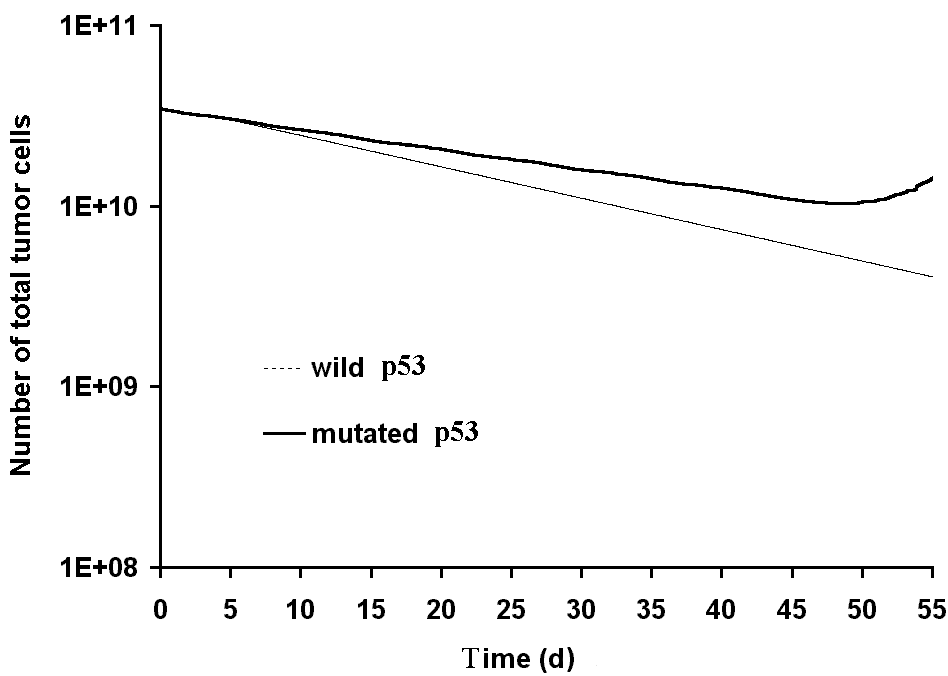 1E+11
1E+10
1E+09
1E+08
Number of total tumor cells
wild p53
mutated p53
0 5 10 15 20 25 30 35 40 45 50 55
Time (d)